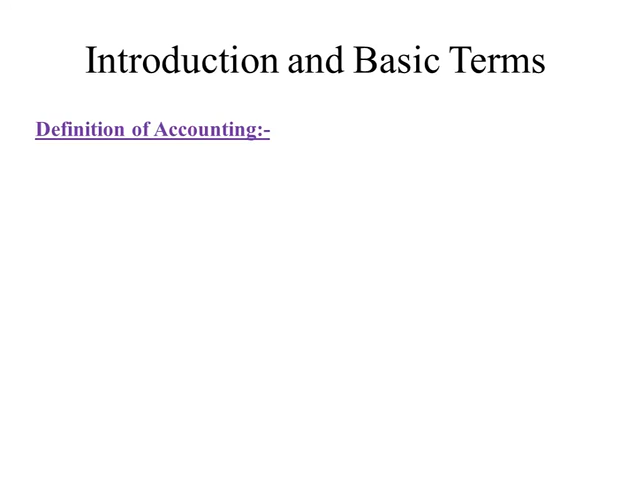 Introduction and Basic Terms
Definition of Accounting:-